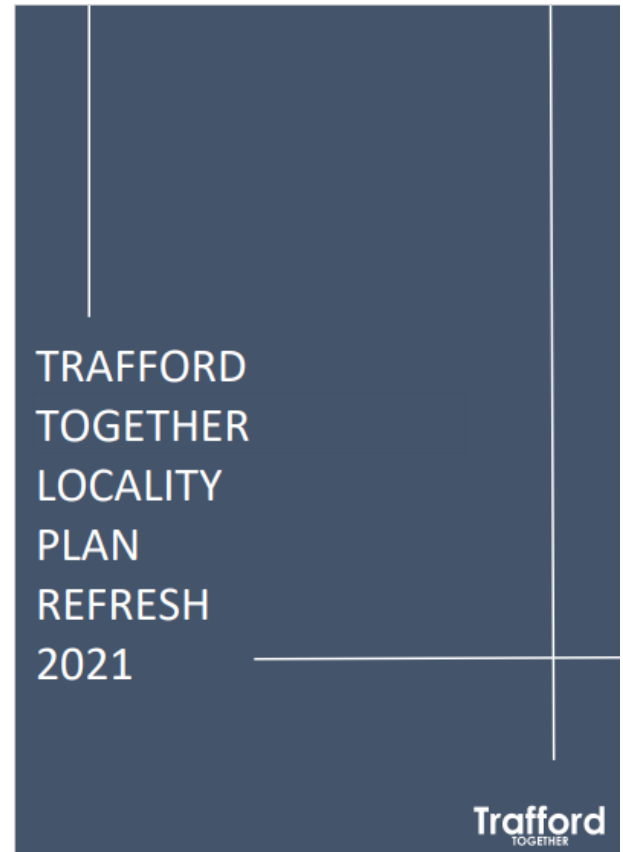 TRAFFORD
TOGETHER
LOCALITY
PLAN
REFRESH
2021
Trafford
TOGETHER